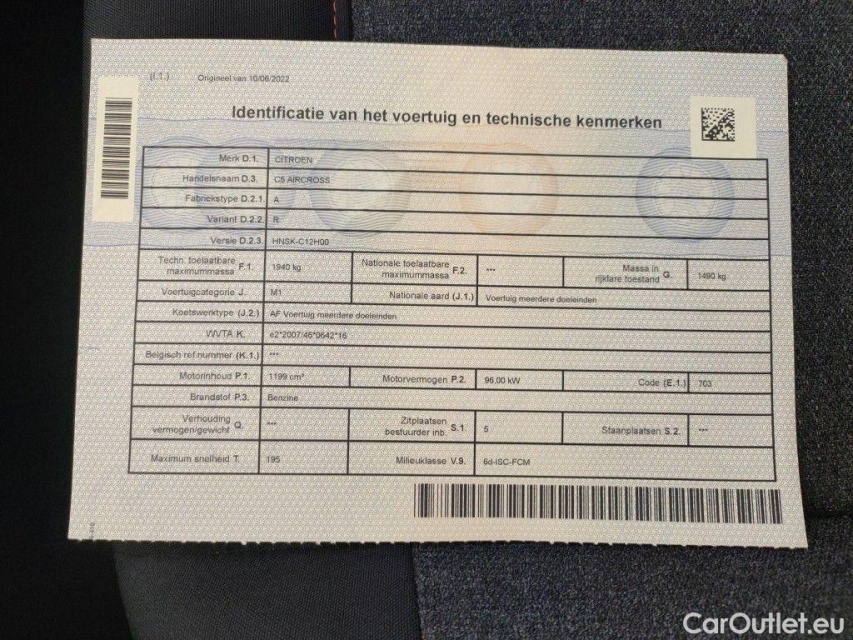 (I.1.) Origineel van 10/06/2022
Identificatie van het voertuig en technische kenmerken
Merk D.1. CITROEN
Handelsnaam D.3. C5 AIRCROSS
Fabriekstype D.2.1. A
Variant D.2.2. R
Versie D.2.3. HNSK-C12H00
Techn. toelaatbare maximummassa F.1. 1940 kg Nationale toelaatbare maximummassa F.2. --- Massa in rijklare toestand G. 1490 kg
Voertuigcategorie J. M1 Nationale aard (J.1.) Voertuig meerdere doeleinden
Koetswerktype (J.2.) AF Voertuig meerdere doeleinden
WVTA K. e2*2007/46*0642*16
Belgisch ref nummer (K.1.) ---
Motorinhoud P.1. 1199 cm³ Motorvermogen P.2. 96.00 kW Code (E.1.) 703
Brandstof P.3. Benzine
Verhouding vermogen/gewicht Q. --- Zitplaatsen bestuurder inb. S.1. 5 Staanplaatsen S.2. ---
Maximum snelheid T. 195 Milieuklasse V.9. 6d-ISC-FCM
CarOutlet.eu